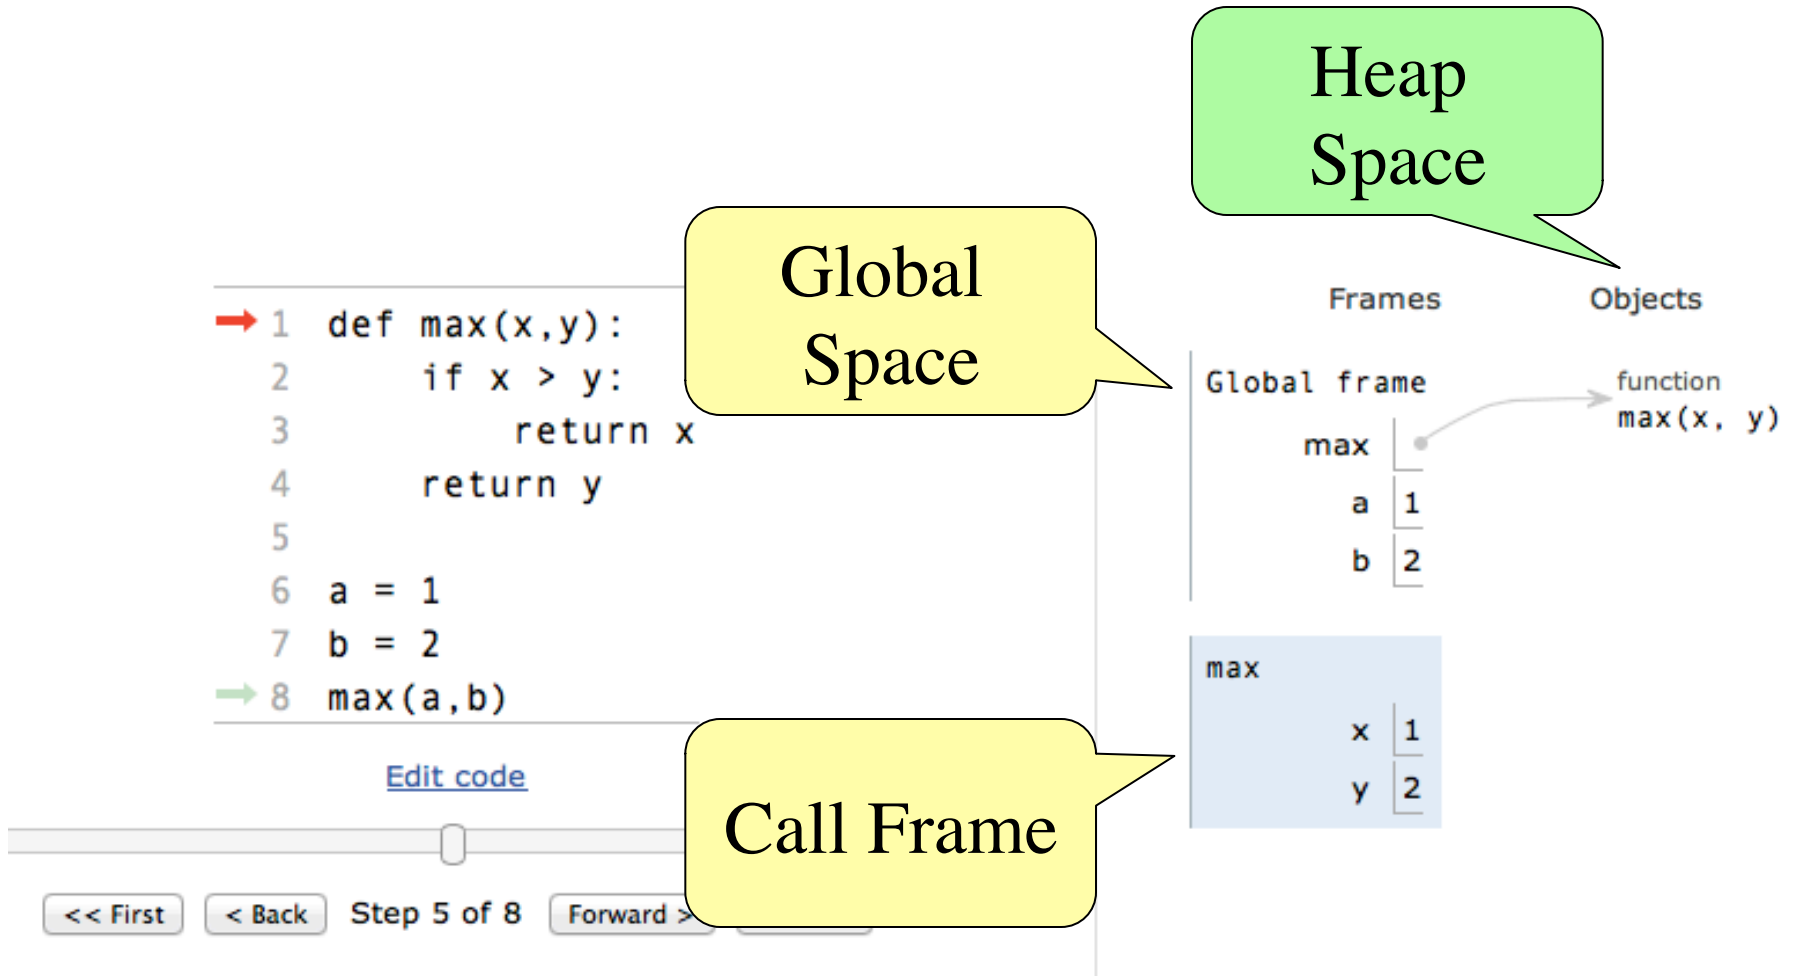 Heap
Space
Global
Space
Frames Objects
1 def max(x,y):
2 if x > y:
3 return x
4 return y
5
6 a = 1
7 b = 2
8 max(a,b)
Edit code
<< First < Back Step 5 of 8 Forward >
Global frame
max
a 1
b 2
function
max(x, y)
max
x 1
y 2
Call Frame